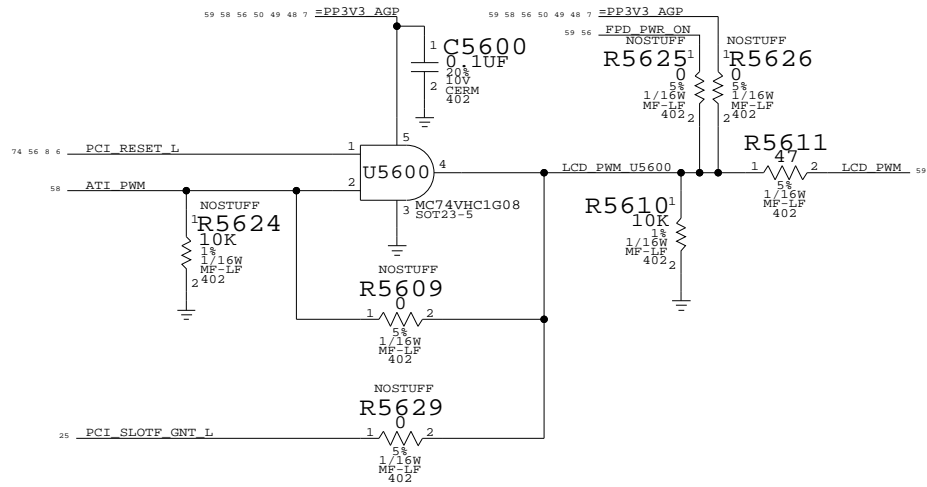 59 58 56 50 49 48 7 =PP3V3_AGP
59 58 56 50 49 48 7 =PP3V3_AGP
59 56 FPD_PWR_ON
1 C5600
0.1UF
20%
10V
2 CERM
402
NOSTUFF
R5625 1
0
5%
1/16W
MF-LF
402 2
NOSTUFF
1 R5626
0
5%
1/16W
MF-LF
2 402
74 56 8 6 PCI_RESET_L 1
5
U5600 4
58 ATI_PWM 2
3 MC74VHC1G08
SOT23-5
LCD_PWM_U5600
R5611
47
1 2 LCD_PWM 59
5%
1/16W
MF-LF
402
NOSTUFF
1 R5624
10K
1%
1/16W
MF-LF
2 402
R5610 1
10K
1%
1/16W
MF-LF
402 2
NOSTUFF
R5609
0
1 2
5%
1/16W
MF-LF
402
NOSTUFF
R5629
0
25 PCI_SLOTF_GNT_L 1 2
5%
1/16W
MF-LF
402